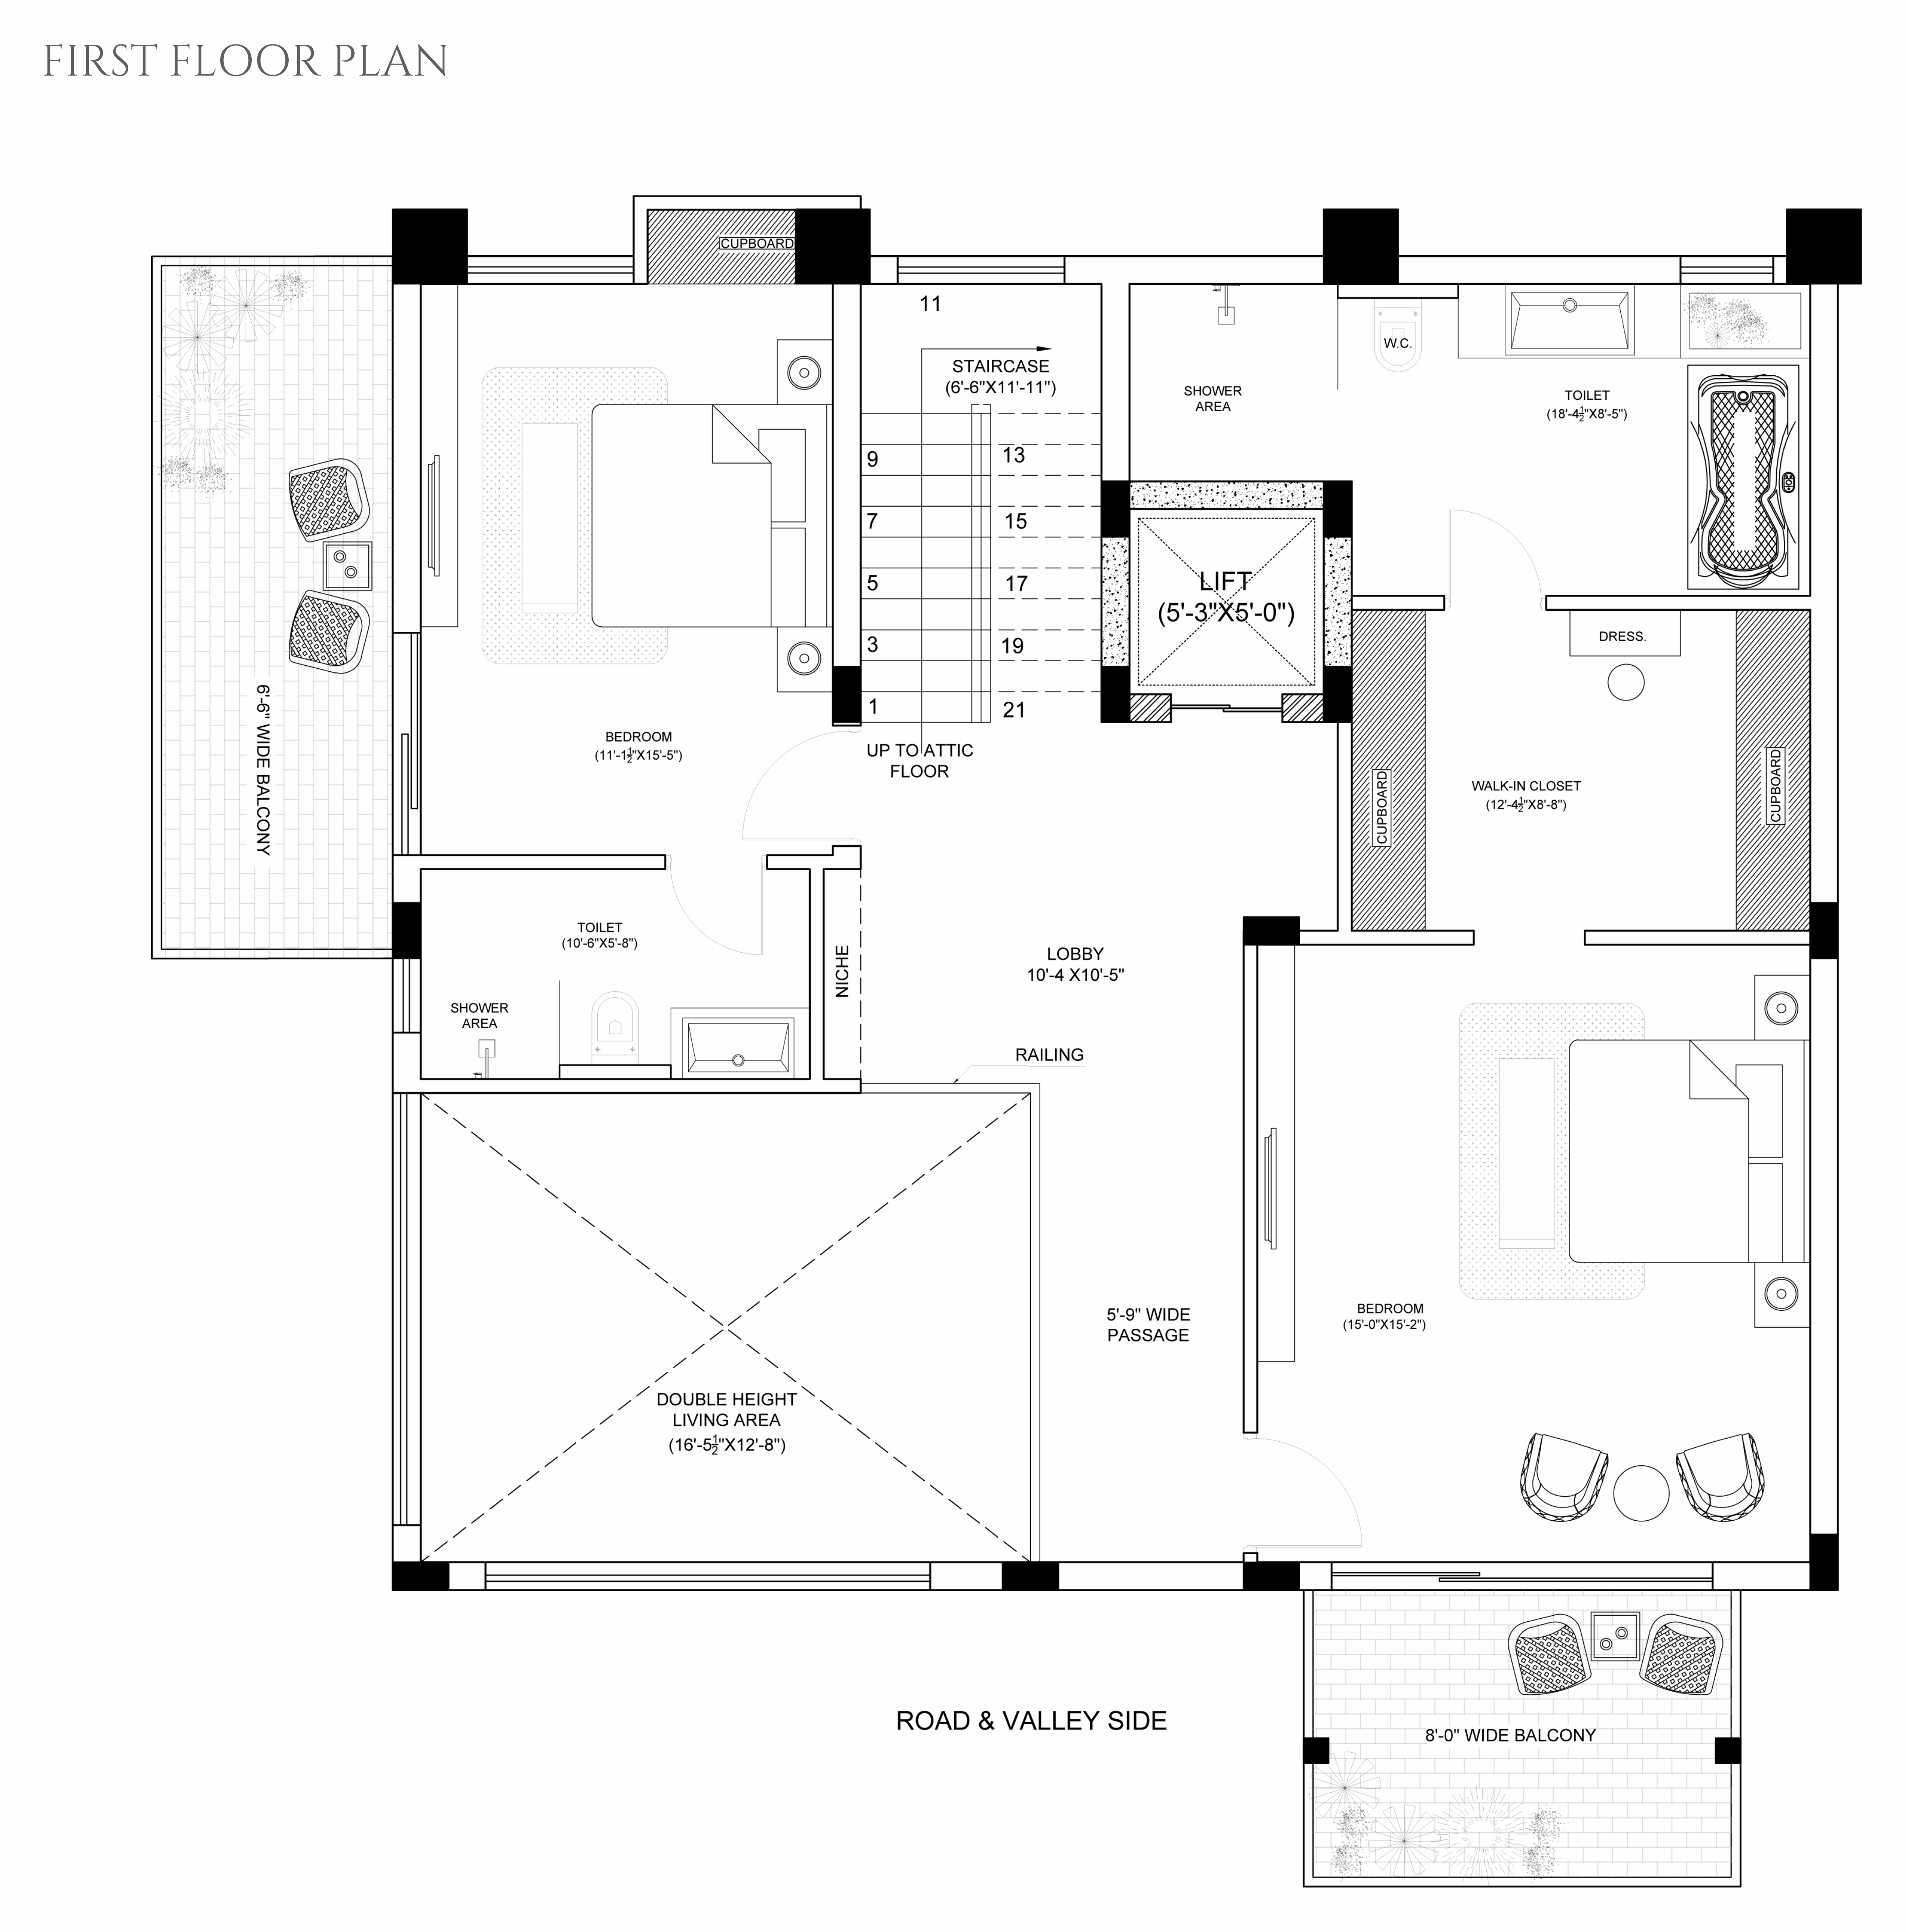 FIRST FLOOR PLAN
CUPBOARD
11
STAIRCASE
(6'-6"X11'-11")
9
13
7
15
5
17
3
19
1
21
UP TO ATTIC
FLOOR
SHOWER
AREA
W.C.
TOILET
(18'-4½"X8'-5")
LIFT
(5'-3"X5'-0")
DRESS.
CUPBOARD
WALK-IN CLOSET
(12'-4½"X8'-8")
CUPBOARD
6'-6" WIDE BALCONY
BEDROOM
(11'-1½"X15'-5")
TOILET
(10'-6"X5'-8")
SHOWER
AREA
NICHE
LOBBY
10'-4 X10'-5"
RAILING
DOUBLE HEIGHT
LIVING AREA
(16'-5½"X12'-8")
5'-9" WIDE
PASSAGE
BEDROOM
(15'-0"X15'-2")
ROAD & VALLEY SIDE
8'-0" WIDE BALCONY